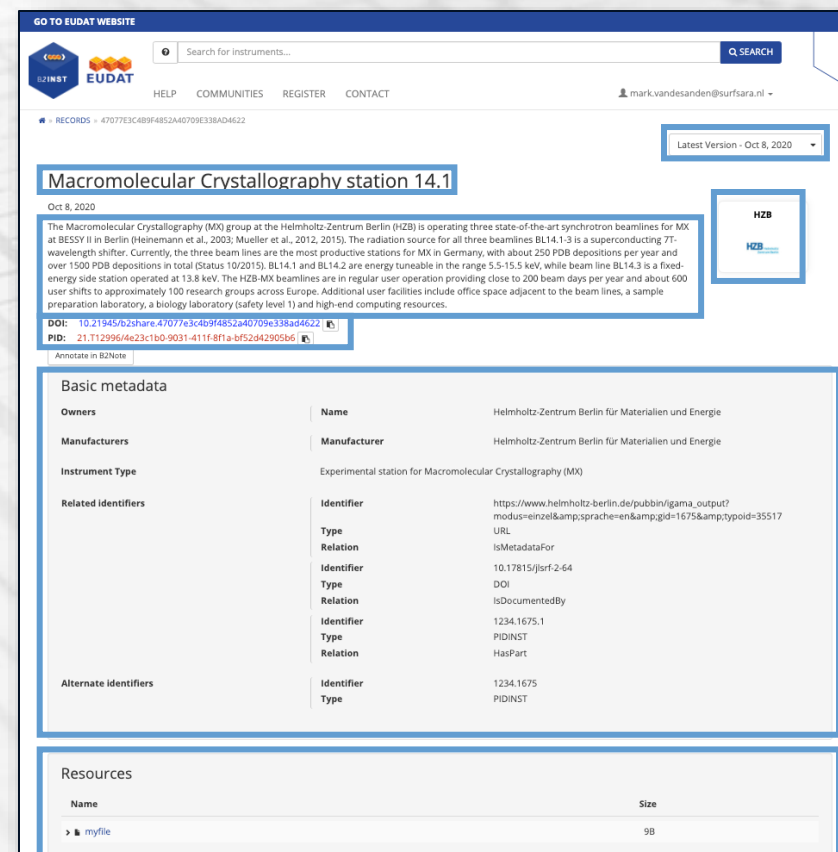 GO TO EUDAT WEBSITE
B2INST
EUDAT
Search for instruments...
SEARCH
HELP COMMUNITIES REGISTER CONTACT
mark.vandesanden@surfsara.nl
» RECORDS » 47077E3C4B9F4852A40709E338AD4622
Latest Version - Oct 8, 2020
Macromolecular Crystallography station 14.1
Oct 8, 2020
HZB
HZB
The Macromolecular Crystallography (MX) group at the Helmholtz-Zentrum Berlin (HZB) is operating three state-of-the-art synchrotron beamlines for MX
at BESSY II in Berlin (Heinemann et al., 2003; Mueller et al., 2012, 2015). The radiation source for all three beamlines BL14.1-3 is a superconducting 7T-
wavelength shifter. Currently, the three beam lines are the most productive stations for MX in Germany, with about 250 PDB depositions per year and
over 1500 PDB depositions in total (Status 10/2015). BL14.1 and BL14.2 are energy tuneable in the range 5.5-15.5 keV, while beam line BL14.3 is a fixed-
energy side station operated at 13.8 keV. The HZB-MX beamlines are in regular user operation providing close to 200 beam days per year and about 600
user shifts to approximately 100 research groups across Europe. Additional user facilities include office space adjacent to the beam lines, a sample
preparation laboratory, a biology laboratory (safety level 1) and high-end computing resources.
DOI: 10.21945/b2share.47077e3c4b9f4852a40709e338ad4622
PID: 21.T12996/4e23c1b0-9031-411f-8f1a-bf52d42905b6
Annotate in B2Note
Basic metadata
Owners Name Helmholtz-Zentrum Berlin für Materialien und Energie
Manufacturers Manufacturer Helmholtz-Zentrum Berlin für Materialien und Energie
Instrument Type Experimental station for Macromolecular Crystallography (MX)
Related identifiers Identifier https://www.helmholtz-berlin.de/pubbin/igama_output?
modus=einzel&amp;sprache=en&amp;gid=1675&amp;typoid=35517
Type URL
Relation IsMetadataFor
Identifier 10.17815/jlsrf-2-64
Type DOI
Relation IsDocumentedBy
Identifier 1234.1675.1
Type PIDINST
Relation HasPart
Alternate identifiers Identifier 1234.1675
Type PIDINST
Resources
Name Size
myfile 9B